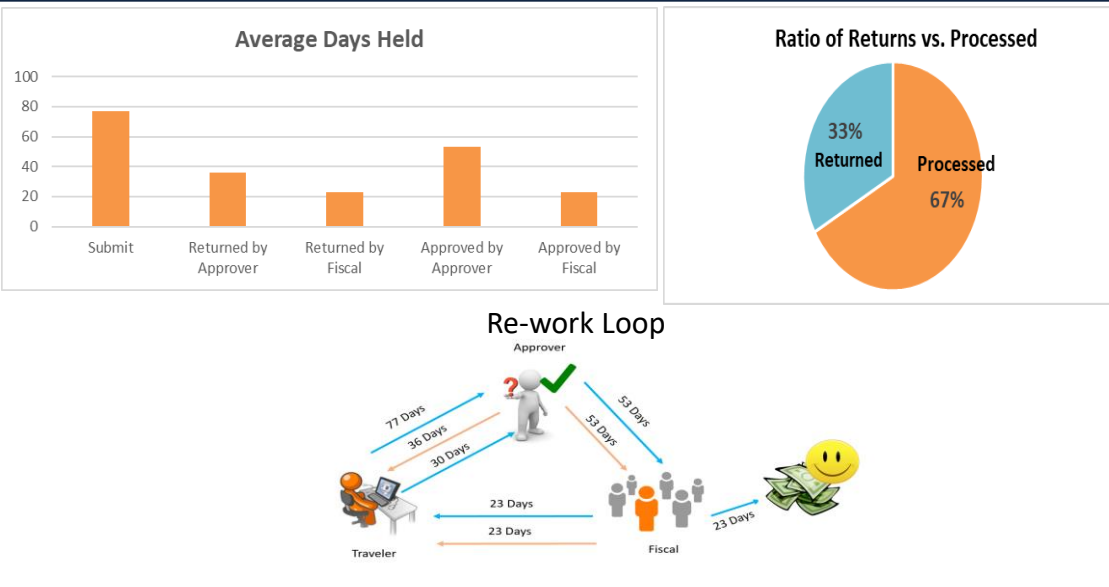 Average Days Held
100
80
60
40
20
0
Submit
Returned by
Approver
Returned by
Fiscal
Approved by
Approver
Approved by
Fiscal
Ratio of Returns vs. Processed
33%
Returned
Processed
67%
Re-work Loop
Approver
?
77 Days
36 Days
30 Days
53 Days
53 Days
23 Days
23 Days
23 Days
Traveler
Fiscal